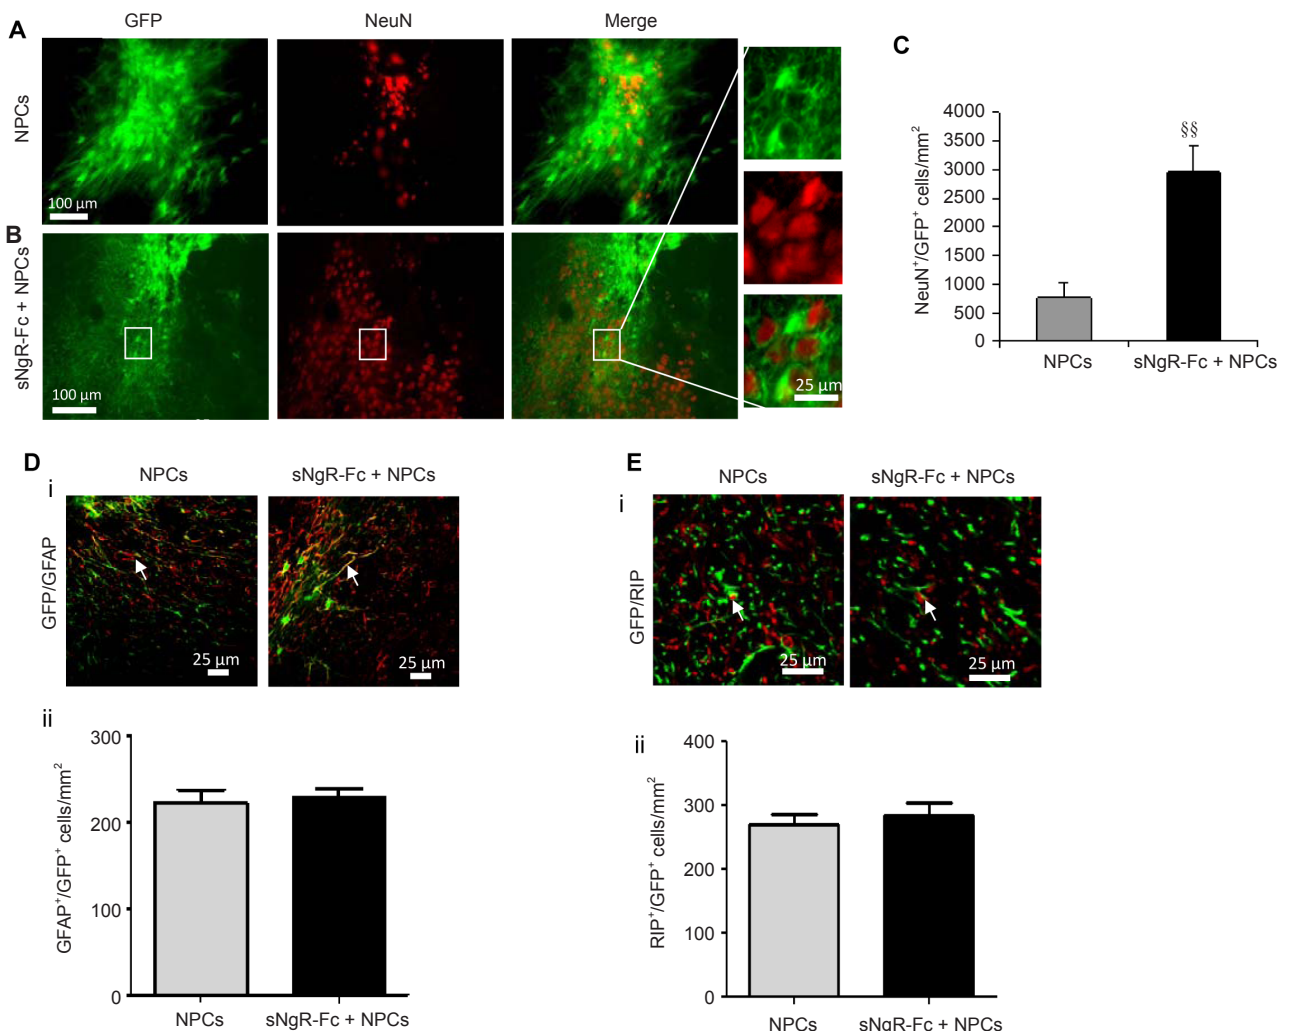 A
GFP
NeuN
Merge
NPCs
100 µm
B
sNgR-Fc + NPCs
100 µm
25 µm
C
NeuN+/GFP+ cells/mm2
4000
3500
3000
2500
2000
1500
1000
500
0
§§
NPCs
sNgR-Fc + NPCs
D
i
NPCs
sNgR-Fc + NPCs
GFP/GFAP
25 µm
25 µm
ii
GFAP+/GFP+ cells/mm2
300
200
100
0
NPCs
sNgR-Fc + NPCs
E
i
NPCs
sNgR-Fc + NPCs
GFP/RIP
25 µm
25 µm
ii
RIP+/GFP+ cells/mm2
400
300
200
100
0
NPCs
sNgR-Fc + NPCs